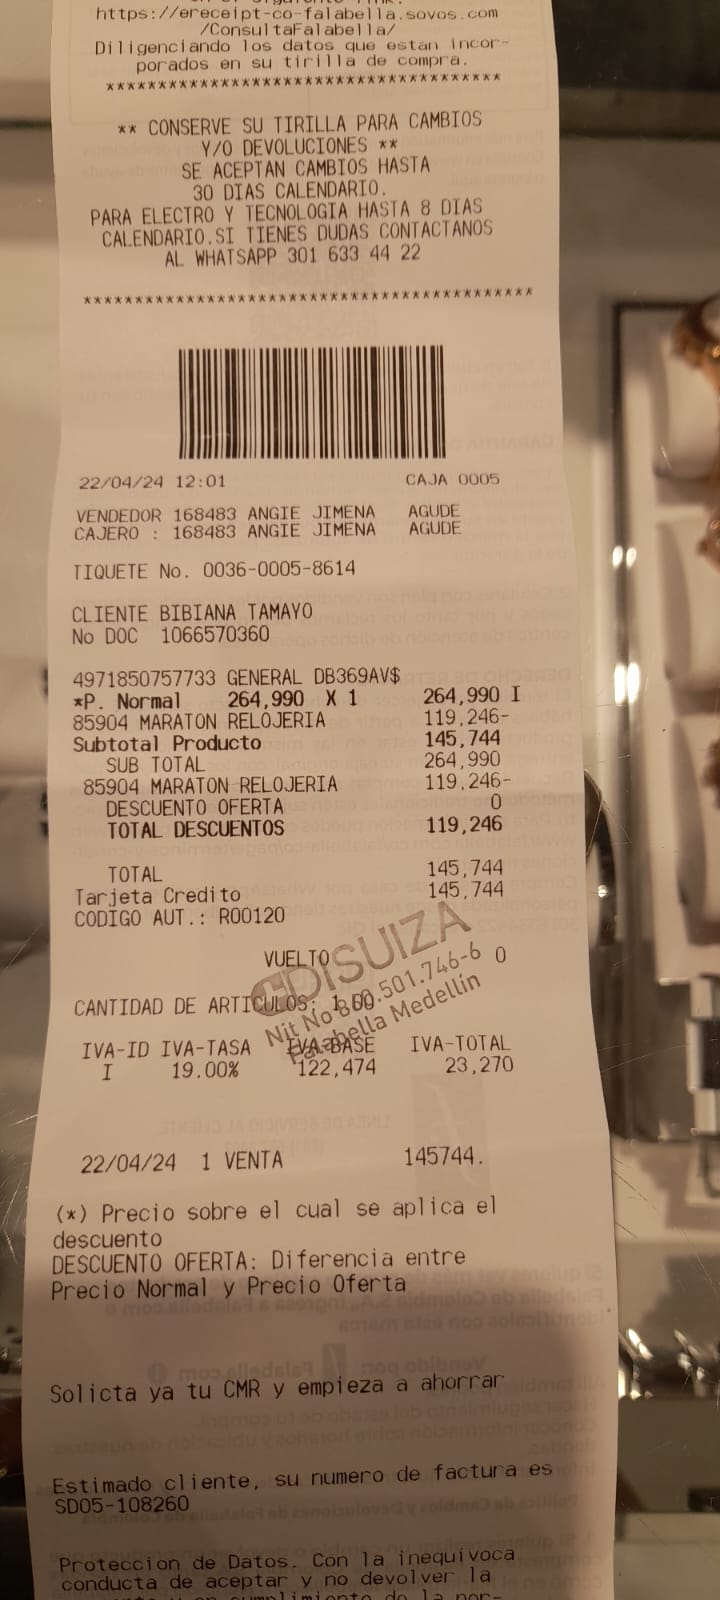 https://ereceipt-co-falabella.sovos.com
/ConsultaFalabella/
Diligenciando los datos que estan incor-
porados en su tirilla de compra.
****************************************
** CONSERVE SU TIRILLA PARA CAMBIOS
Y/O DEVOLUCIONES **
SE ACEPTAN CAMBIOS HASTA
30 DIAS CALENDARIO.
PARA ELECTRO Y TECNOLOGIA HASTA 8 DIAS
CALENDARIO.SI TIENES DUDAS CONTACTANOS
AL WHATSAPP 301 633 44 22
****************************************
22/04/24 12:01 CAJA 0005
VENDEDOR 168483 ANGIE JIMENA AGUDE
CAJERO : 168483 ANGIE JIMENA AGUDE
TIQUETE No. 0036-0005-8614
CLIENTE BIBIANA TAMAYO
No DOC 1066570360
4971850757733 GENERAL DB369AV$
*P. Normal 264,990 X 1 264,990 I
85904 MARATON RELOJERIA 119,246-
Subtotal Producto 145,744
SUB TOTAL 264,990
85904 MARATON RELOJERIA 119,246-
DESCUENTO OFERTA 0
TOTAL DESCUENTOS 119,246
TOTAL 145,744
Tarjeta Credito 145,744
CODIGO AUT.: R00120
VUELTO 0
CDISUIZA
Nit No 860.501.746-6
Falabella Medellín
CANTIDAD DE ARTICULOS: 1.00
IVA-ID IVA-TASA IVA-BASE IVA-TOTAL
I 19.00% 122,474 23,270
22/04/24 1 VENTA 145744.
(*) Precio sobre el cual se aplica el
descuento
DESCUENTO OFERTA: Diferencia entre
Precio Normal y Precio Oferta
Solicta ya tu CMR y empieza a ahorrar
Estimado cliente, su numero de factura es
SD05-108260
Proteccion de Datos. Con la inequivoca
conducta de aceptar y no devolver la